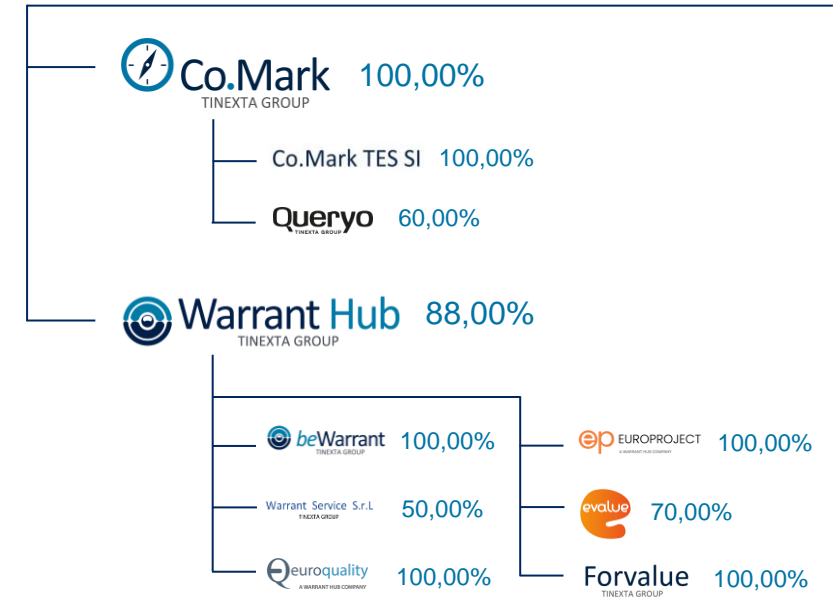 Co.Mark 100,00%
TINEXTA GROUP
Co.Mark TES SI 100,00%
Queryo 60,00%
TINEXTA GROUP
Warrant Hub 88,00%
TINEXTA GROUP
beWarrant 100,00%
TINEXTA GROUP
ep EUROPROJECT 100,00%
A WARRANT HUB COMPANY
Warrant Service S.r.L 50,00%
TINEXTA GROUP
evalue 70,00%
euroquality 100,00%
A WARRANT HUB COMPANY
Forvalue 100,00%
TINEXTA GROUP